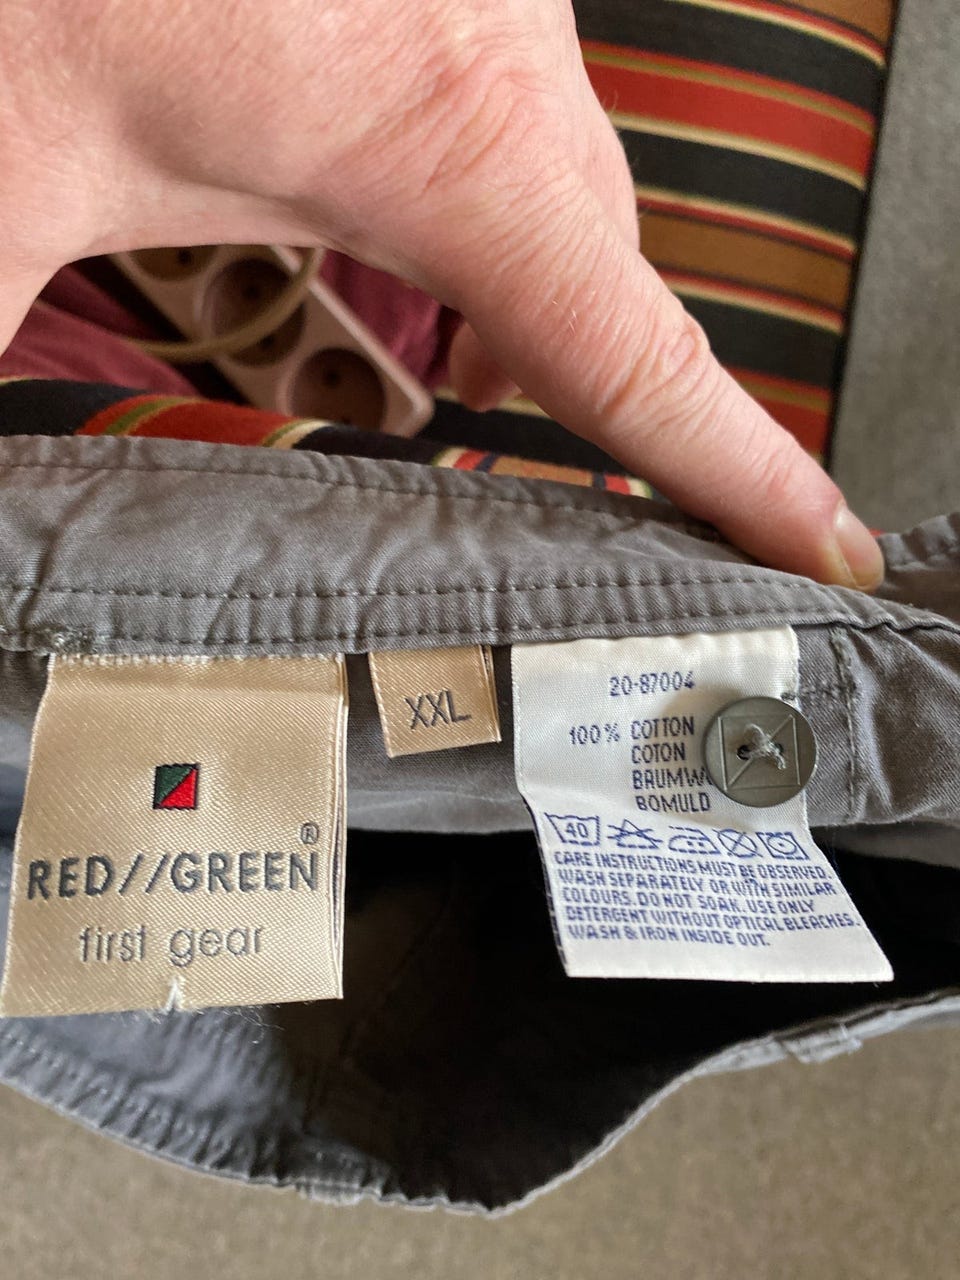 RED//GREEN®
first gear
XXL
20-87004
100% COTTON
COTON
BOMULD
40
CARE INSTRUCTIONS MUST BE OBSERVED.
WASH SEPARATELY OR WITH SIMILAR
COLOURS. DO NOT SOAK. USE ONLY
DETERGENT WITHOUT OPTICAL BLEACHES.
WASH & IRON INSIDE OUT.